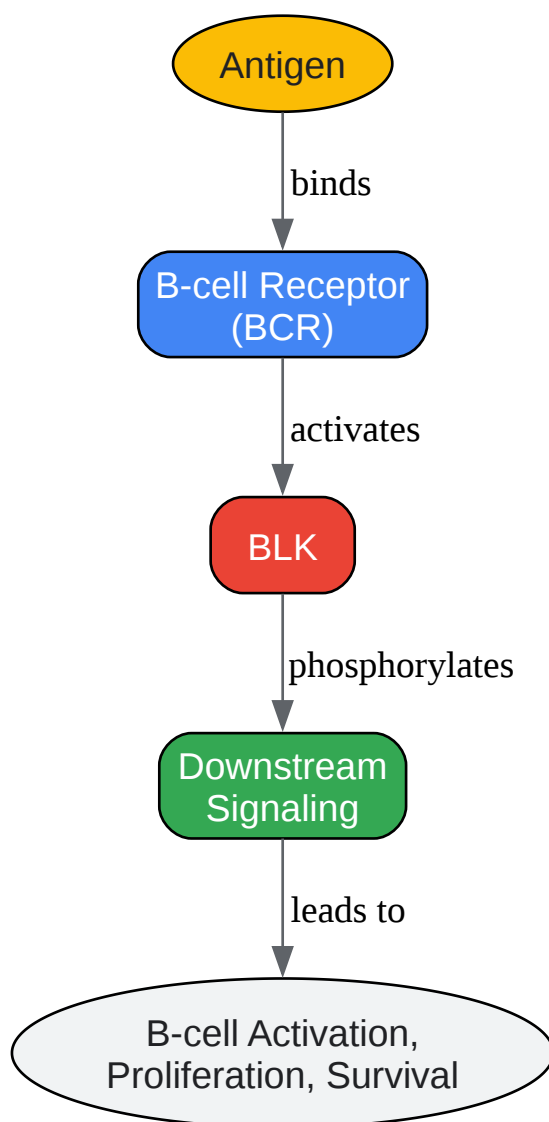 Antigen
binds
B-cell Receptor
(BCR)
activates
BLK
phosphorylates
Downstream
Signaling
leads to
B-cell Activation,
Proliferation, Survival